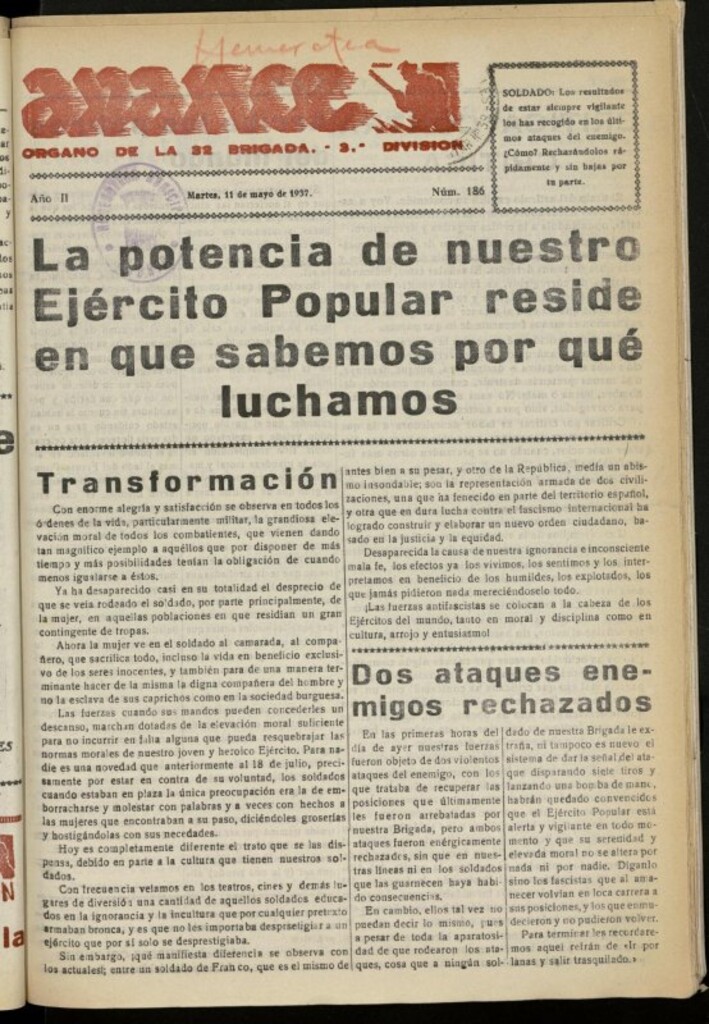 Hemeroteca
avance
ORGANO DE LA 32 BRIGADA. - 3.ª DIVISION
SOLDADO: Los resultados
de estar siempre vigilante
los has recogido en los últi-
mos ataques del enemigo.
¿Cómo? Rechazándolos rá-
pidamente y sin bajas por
tu parte.
Año II
Martes, 11 de mayo de 1937.
Núm. 186
La potencia de nuestro
Ejército Popular reside
en que sabemos por qué
luchamos
Transformación
Con enorme alegria y satisfacción se observa en todos los
órdenes de la vida, particularmente militar, la grandiosa ele-
vación moral de todos los combatientes, que vienen dando
tan magnífico ejemplo a aquéllos que por disponer de más
tiempo y más posibilidades tenían la obligación de cuando
menos igualarse a éstos.
Ya ha desaparecido casi en su totalidad el desprecio de
que se veía rodeado el soldado, por parte principalmente, de
la mujer, en aquellas poblaciones en que residían un gran
contingente de tropas.
Ahora la mujer ve en el soldado al camarada, al compa-
ñero, que sacrifica todo, incluso la vida en beneficio exclusi-
vo de los seres inocentes, y también para de una manera ter-
minante hacer de la misma la digna compañera del hombre y
no la esclava de sus caprichos como en la sociedad burguesa.
Las fuerzas cuando sus mandos pueden concederles un
descanso, marchan dotadas de la elevación moral suficiente
para no incurrir en falta alguna que pueda resquebrajar las
normas morales de nuestro joven y heroico Ejército. Para na-
die es una novedad que anteriormente al 18 de julio, preci-
samente por estar en contra de su voluntad, los soldados
cuando estaban en plaza la única preocupación era la de em-
borracharse y molestar con palabras y a veces con hechos a
las mujeres que encontraban a su paso, diciéndoles groserías
y hostigándolas con sus necedades.
Hoy es completamente diferente el trato que se las dis-
pensa, debido en parte a la cultura que tienen nuestros sol-
dados.
Con frecuencia veíamos en los teatros, cines y demás lu-
gares de diversión una cantidad de aquellos soldados educa-
dos en la ignorancia y la incultura que por cualquier pretexto
armaban bronca, y es que no les importaba desprestigiar a un
ejército que por sí solo se desprestigiaba.
Sin embargo, ¡qué manifiesta diferencia se observa con
los actuales!; entre un soldado de Franco, que es el mismo de
antes bien a su pesar, y otro de la República, media un abis-
mo insondable; son la representación armada de dos civili-
zaciones, una que ha fenecido en parte del territorio español,
y otra que en dura lucha contra el fascismo internacional ha
logrado construir y elaborar un nuevo orden ciudadano, ba-
sado en la justicia y la equidad.
Desaparecida la causa de nuestra ignorancia e inconsciente
mala fe, los efectos ya los vivimos, los sentimos y los inter-
pretamos en beneficio de los humildes, los explotados, los
que jamás pidieron nada mereciéndoselo todo.
¡Las fuerzas antifascistas se colocan a la cabeza de los
Ejércitos del mundo, tanto en moral y disciplina como en
cultura, arrojo y entusiasmo!
Dos ataques ene-
migos rechazados
En las primeras horas del
día de ayer nuestras fuerzas
fueron objeto de dos violentos
ataques del enemigo, con los
que trataba de recuperar las
posiciones que últimamente
les fueron arrebatadas por
nuestra Brigada, pero ambos
ataques fueron enérgicamente
rechazados, sin que en nues-
tras líneas ni en los soldados
que las guarnecen haya habi-
do consecuencias.
En cambio, ellos tal vez no
puedan decir lo mismo, pues
a pesar de toda la aparatosi-
dad de que rodearon los ata-
ques, cosa que a ningún sol-
dado de nuestra Brigada le ex-
traña, ni tampoco es nuevo el
sistema de dar la señal del ata-
que disparando siete tiros y
lanzando una bomba de mano,
habrán quedado convencidos
que el Ejército Popular está
alerta y vigilante en todo mo-
mento y que su serenidad y
elevada moral no se altera por
nada ni por nadie. Díganlo
sino los fascistas que al ama-
necer volvían en loca carrera a
sus posiciones, y los que enmu-
decieron y no pudieron volver.
Para terminar les recordare-
mos aquel refrán de «Ir por
lanas y salir trasquilado.»